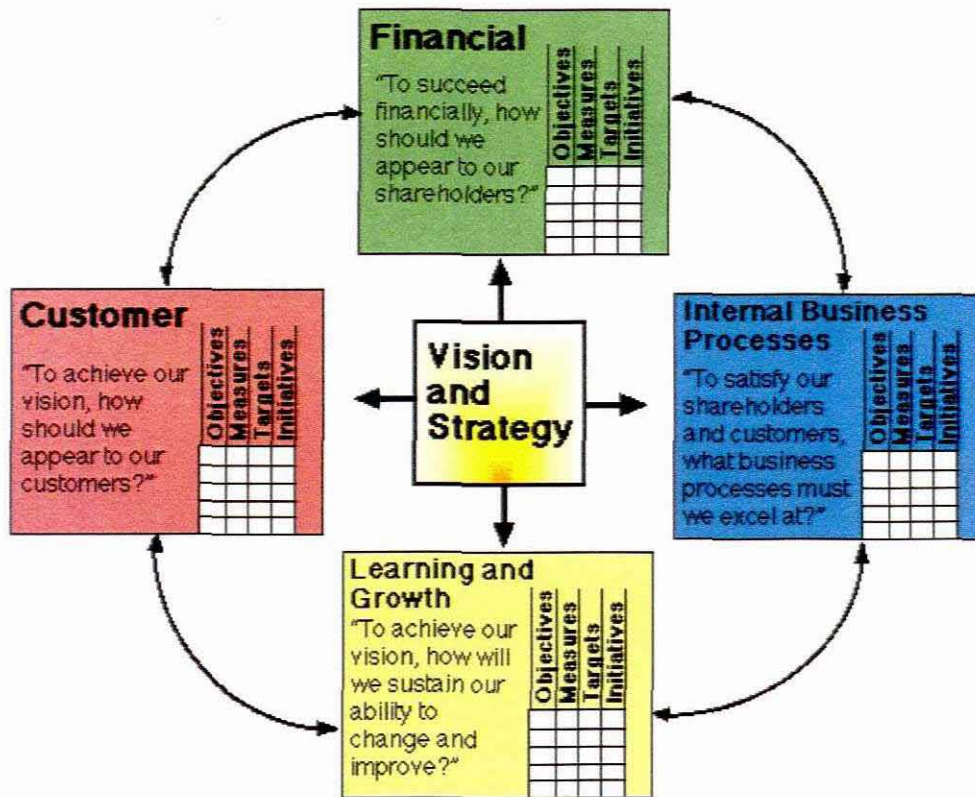 Financial
"To succeed
financially, how
should we
appear to our
shareholders?"
Objectives
Measures
Targets
Initiatives
Customer
"To achieve our
vision, how
should we
appear to our
customers?"
Objectives
Measures
Targets
Initiatives
Vision
and
Strategy
Internal Business
Processes
"To satisfy our
shareholders
and customers,
what business
processes must
we excel at?"
Objectives
Measures
Targets
Initiatives
Learning and
Growth
"To achieve our
vision, how will
we sustain our
ability to
change and
improve?"
Objectives
Measures
Targets
Initiatives